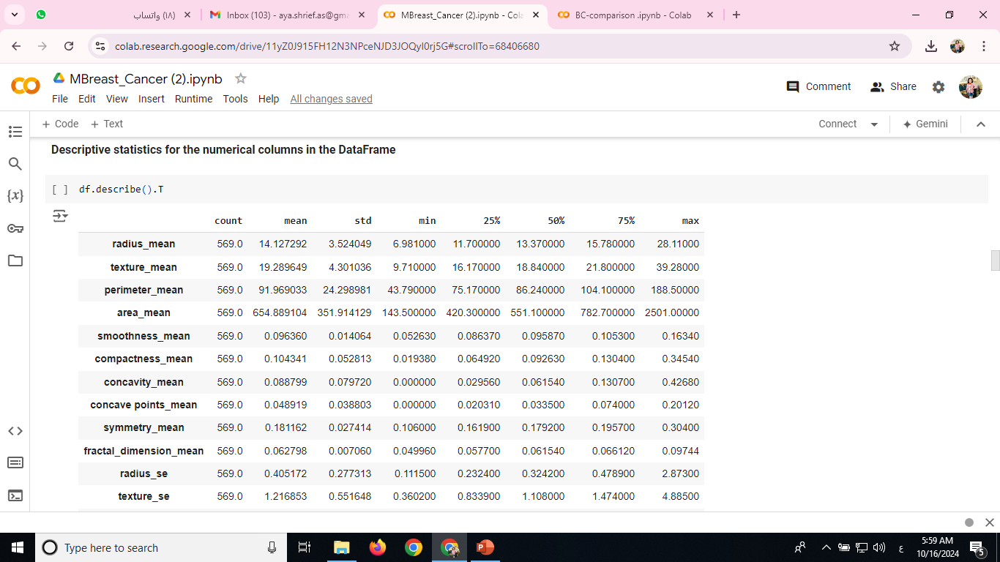 (١٨) واتساب
Inbox (103) - aya.shrief.as@gma
MBreast_Cancer (2).ipynb - Cola
BC-comparison .ipynb - Colab
colab.research.google.com/drive/11yZ0J915FH12N3NPceNJD3JOQyI0rj5G#scrollTo=68406680
MBreast_Cancer (2).ipynb
Comment Share
File Edit View Insert Runtime Tools Help All changes saved
+ Code + Text Connect Gemini
Descriptive statistics for the numerical columns in the DataFrame
[ ] df.describe().T
count mean std min 25% 50% 75% max
radius_mean 569.0 14.127292 3.524049 6.981000 11.700000 13.370000 15.780000 28.11000
texture_mean 569.0 19.289649 4.301036 9.710000 16.170000 18.840000 21.800000 39.28000
perimeter_mean 569.0 91.969033 24.298981 43.790000 75.170000 86.240000 104.100000 188.50000
area_mean 569.0 654.889104 351.914129 143.500000 420.300000 551.100000 782.700000 2501.00000
smoothness_mean 569.0 0.096360 0.014064 0.052630 0.086370 0.095870 0.105300 0.16340
compactness_mean 569.0 0.104341 0.052813 0.019380 0.064920 0.092630 0.130400 0.34540
concavity_mean 569.0 0.088799 0.079720 0.000000 0.029560 0.061540 0.130700 0.42680
concave points_mean 569.0 0.048919 0.038803 0.000000 0.020310 0.033500 0.074000 0.20120
symmetry_mean 569.0 0.181162 0.027414 0.106000 0.161900 0.179200 0.195700 0.30400
fractal_dimension_mean 569.0 0.062798 0.007060 0.049960 0.057700 0.061540 0.066120 0.09744
radius_se 569.0 0.405172 0.277313 0.111500 0.232400 0.324200 0.478900 2.87300
texture_se 569.0 1.216853 0.551648 0.360200 0.833900 1.108000 1.474000 4.88500
Type here to search
ع
5:59 AM
10/16/2024
5